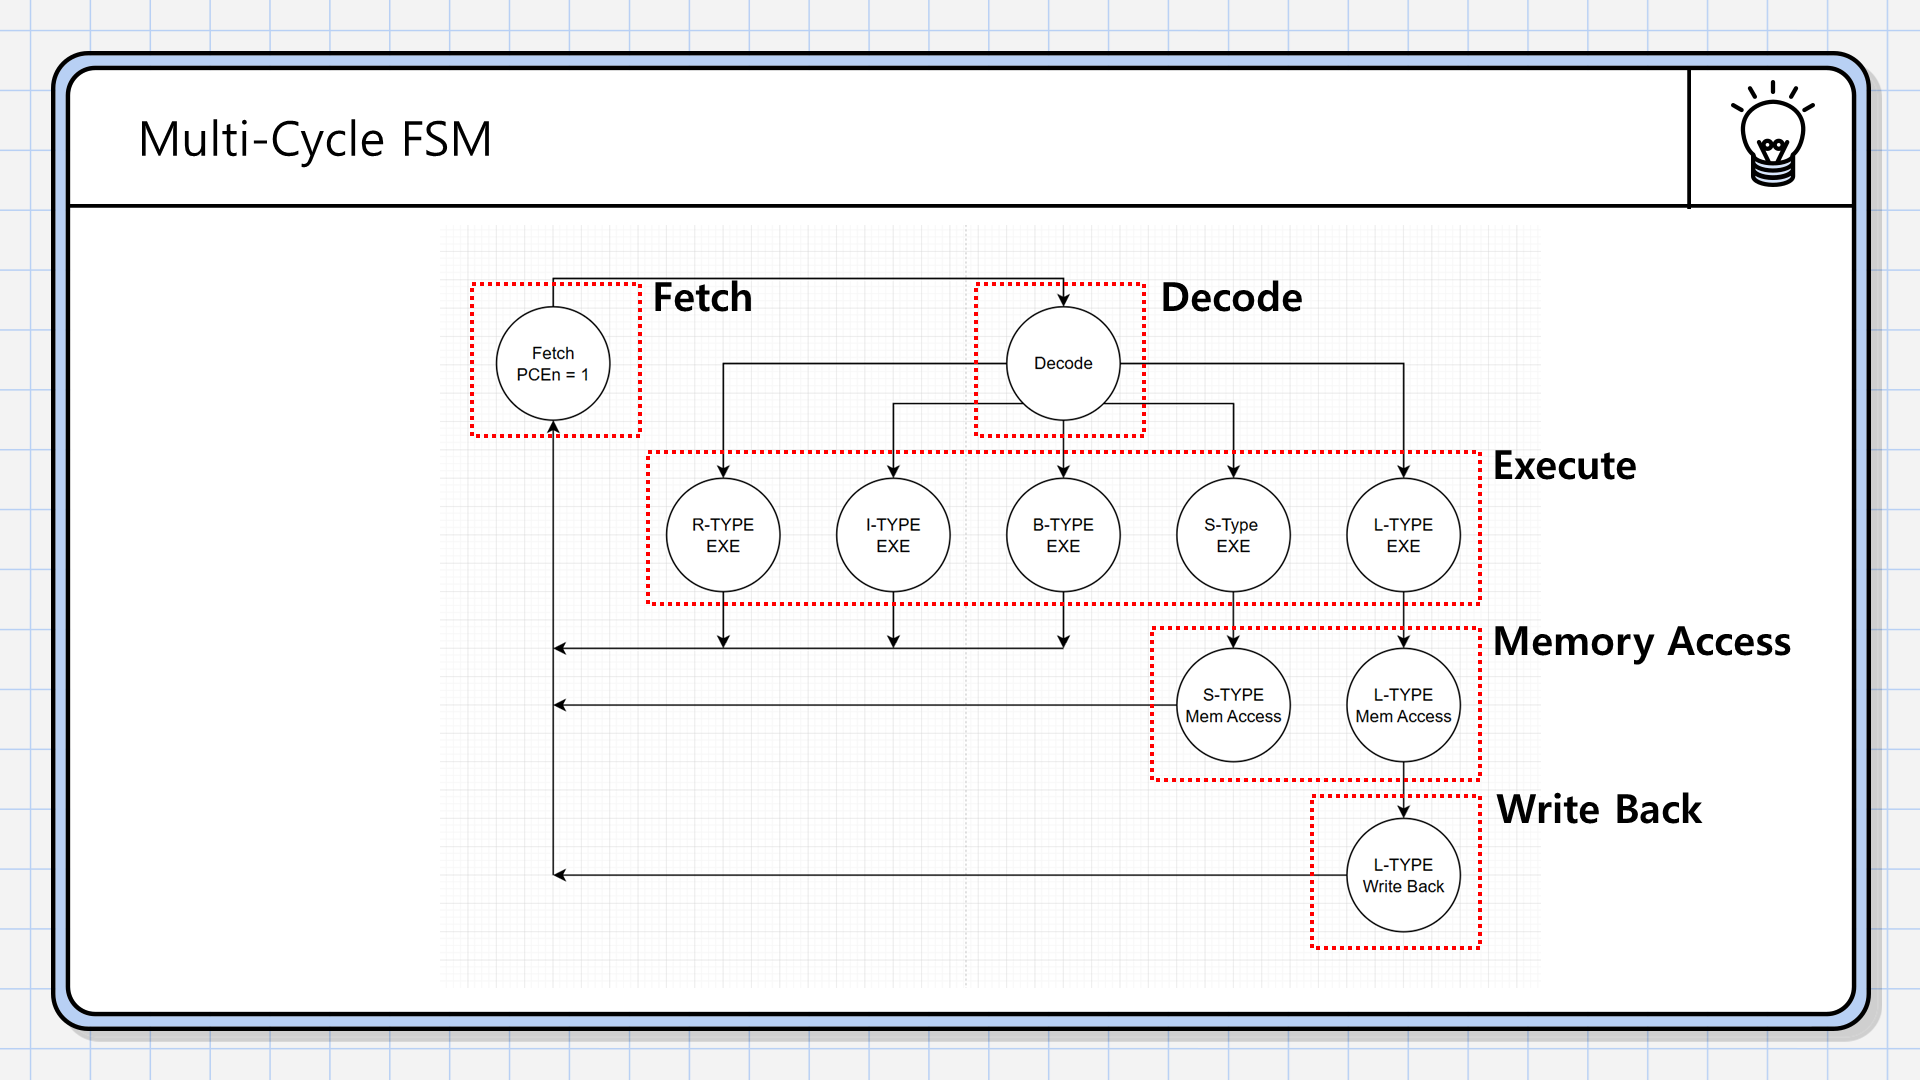 Multi-Cycle FSM
Fetch
Decode
Fetch
PCEn = 1
Decode
Execute
R-TYPE
EXE
I-TYPE
EXE
B-TYPE
EXE
S-Type
EXE
L-TYPE
EXE
Memory Access
S-TYPE
Mem Access
L-TYPE
Mem Access
Write Back
L-TYPE
Write Back